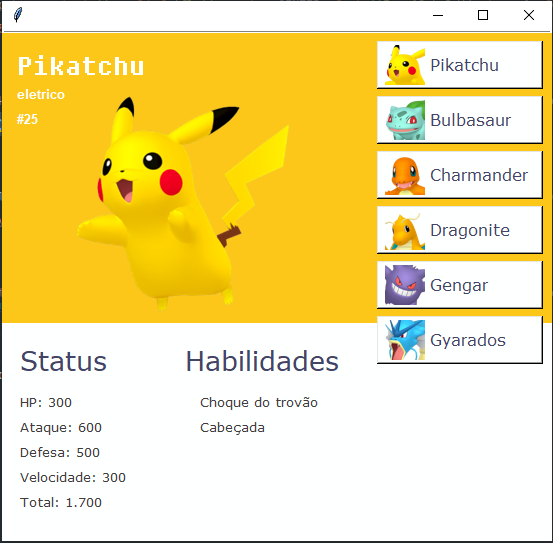 Pikatchu
eletrico
#25
Pikatchu
Bulbasaur
Charmander
Dragonite
Gengar
Gyarados
Status
HP: 300
Ataque: 600
Defesa: 500
Velocidade: 300
Total: 1.700
Habilidades
Choque do trovão
Cabeçada